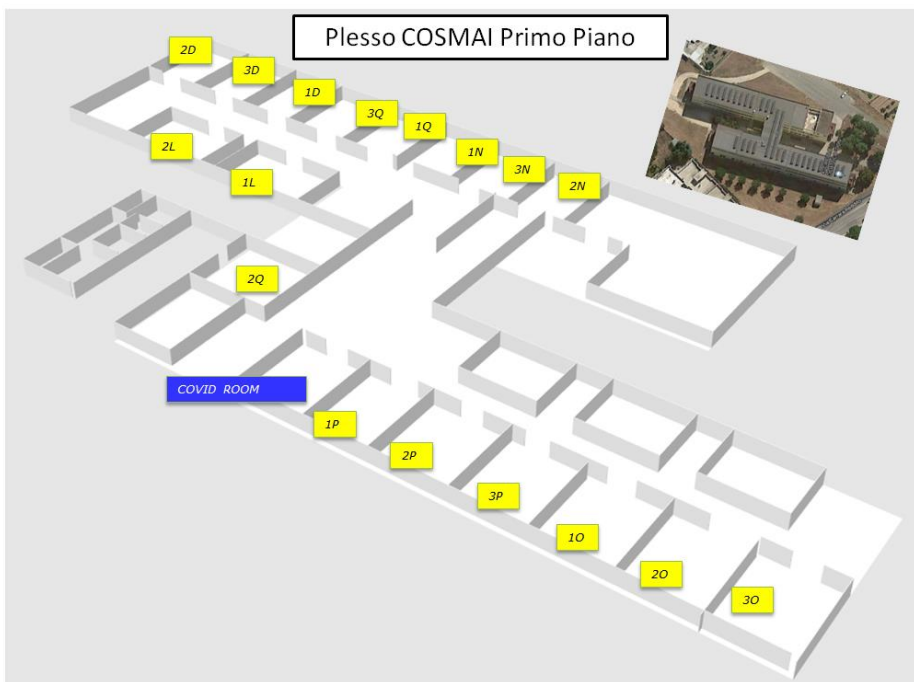 Plesso COSMAI Primo Piano
2D
3D
1D
3Q
1Q
1N
3N
2N
2L
1L
2Q
COVID ROOM
1P
2P
3P
1O
2O
3O